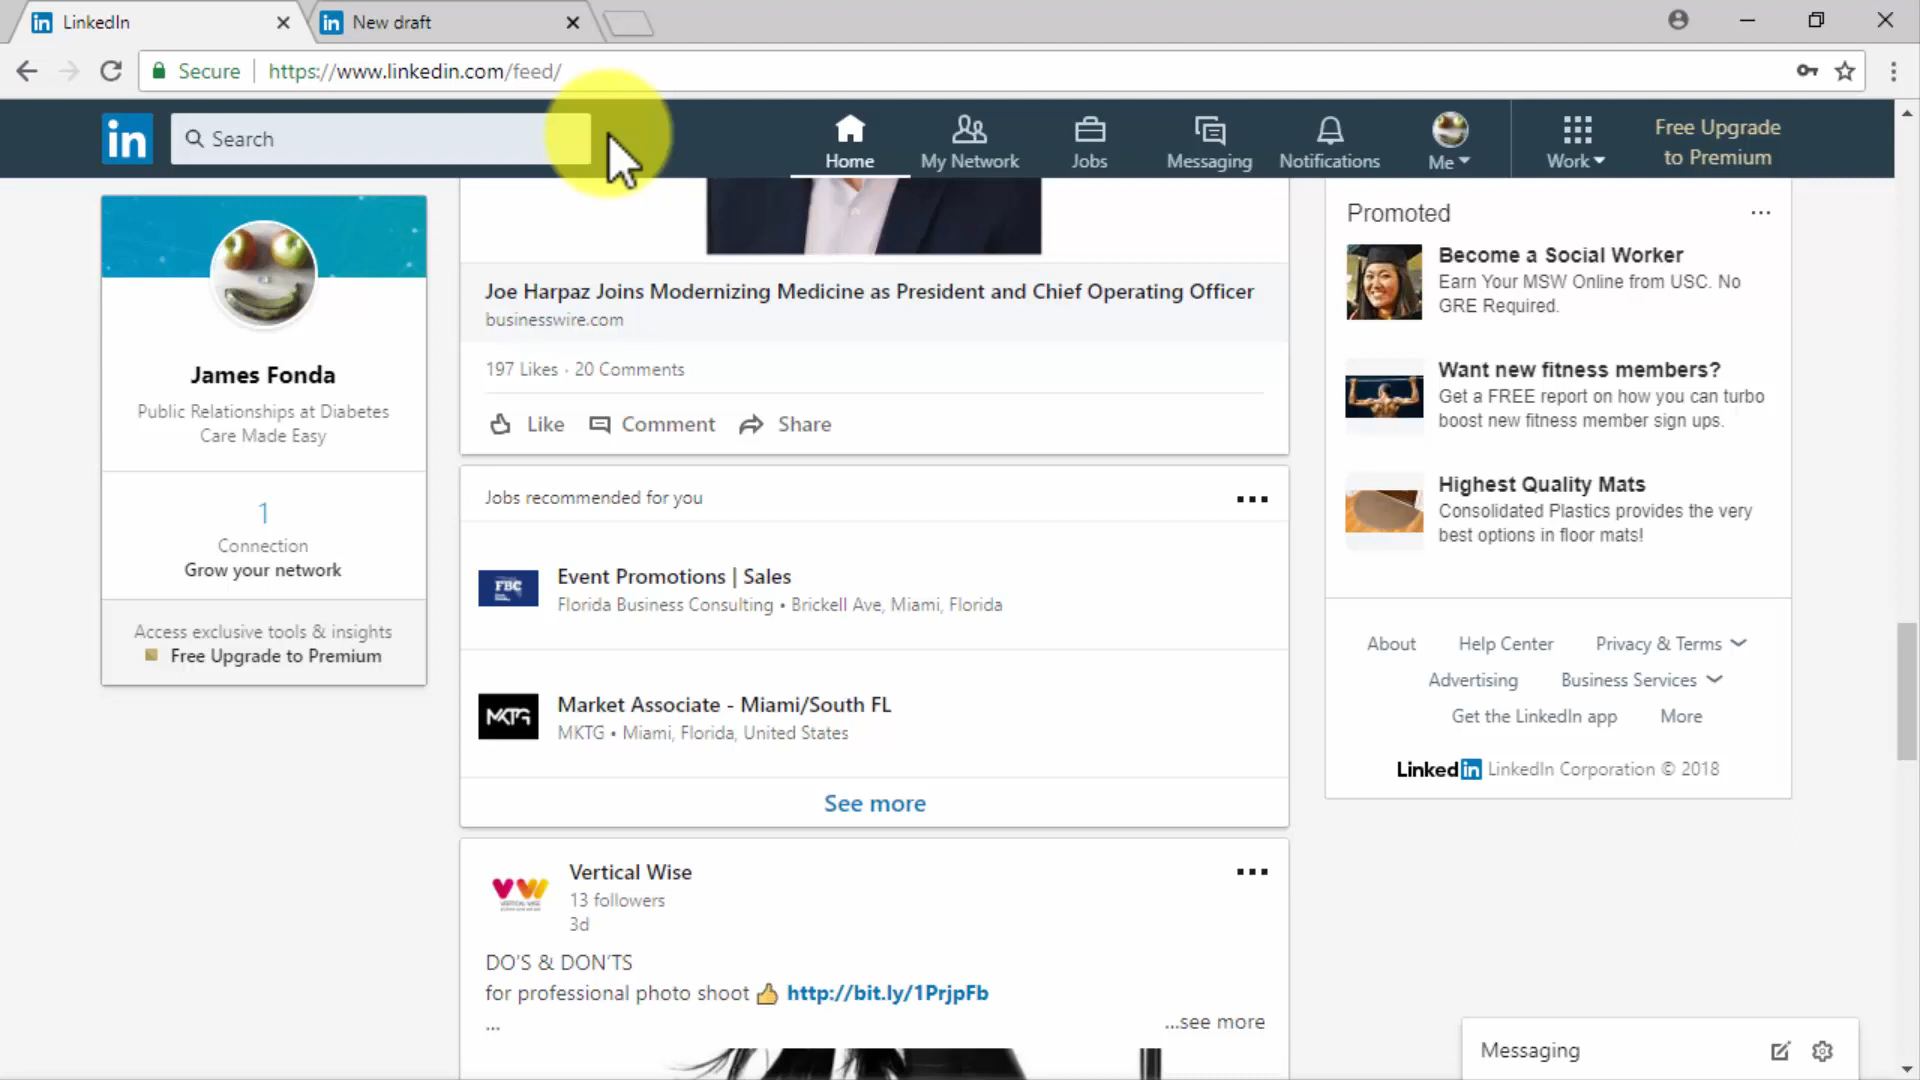 LinkedIn
New draft
Secure
https://www.linkedin.com/feed/
in
Search
Home
My Network
Jobs
Messaging
Notifications
Me
Work
Free Upgrade
to Premium
James Fonda
Public Relationships at Diabetes
Care Made Easy
1
Connection
Grow your network
Access exclusive tools & insights
Free Upgrade to Premium
Joe Harpaz Joins Modernizing Medicine as President and Chief Operating Officer
businesswire.com
197 Likes · 20 Comments
Like
Comment
Share
Jobs recommended for you
FBC
Event Promotions | Sales
Florida Business Consulting • Brickell Ave, Miami, Florida
MKTG
Market Associate - Miami/South FL
MKTG • Miami, Florida, United States
See more
Vertical Wise
VERTICAL WISE
13 followers
3d
DO'S & DON'TS
for professional photo shoot 👍 http://bit.ly/1PrjpFb
...
...see more
Promoted
Become a Social Worker
Earn Your MSW Online from USC. No
GRE Required.
Want new fitness members?
Get a FREE report on how you can turbo
boost new fitness member sign ups.
Highest Quality Mats
Consolidated Plastics provides the very
best options in floor mats!
About
Help Center
Privacy & Terms
Advertising
Business Services
Get the LinkedIn app
More
LinkedIn LinkedIn Corporation © 2018
Messaging